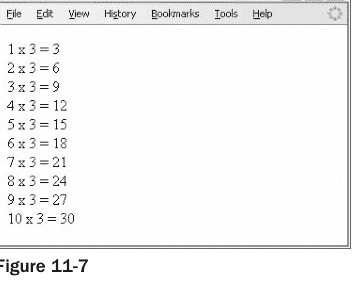 File Edit View History Bookmarks Tools Help
1 x 3 = 3
2 x 3 = 6
3 x 3 = 9
4 x 3 = 12
5 x 3 = 15
6 x 3 = 18
7 x 3 = 21
8 x 3 = 24
9 x 3 = 27
10 x 3 = 30
Figure 11-7